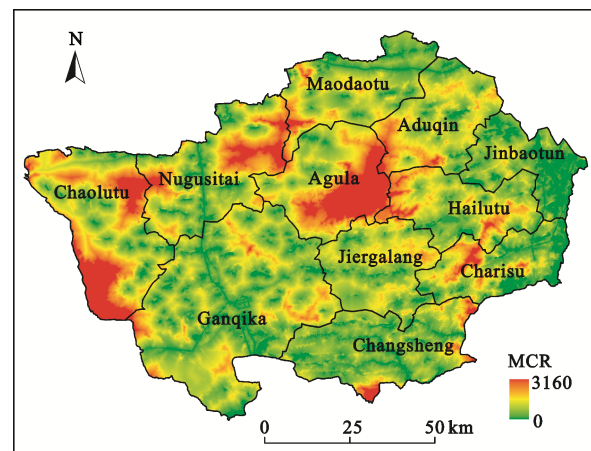 N
Maodaotu
Aduqin
Jinbaotun
Chaolutu
Nugusitai
Agula
Hailutu
Jiergalang
Charisu
Ganqika
Changsheng
MCR
3160
0
0 25 50 km